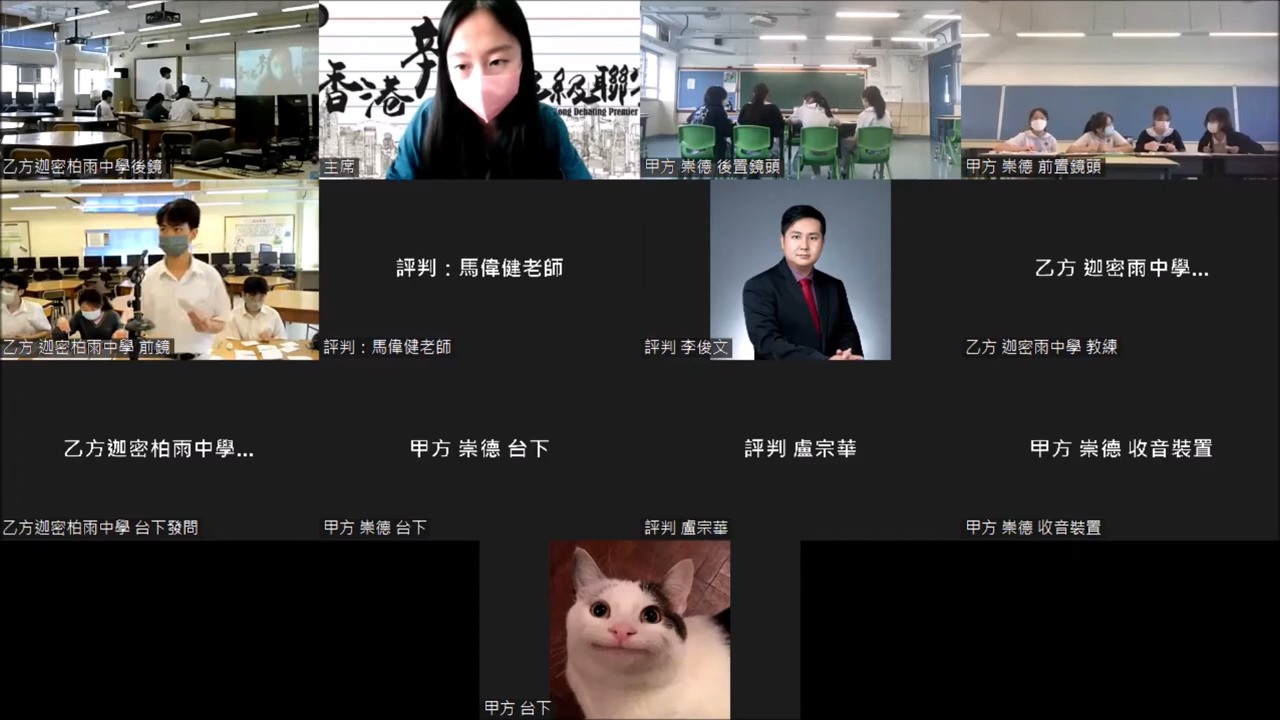 乙方迦密柏雨中學後鏡
香港辯
級聯
ong Debating Premier
主席
甲方 崇德 後置鏡頭
甲方 崇德 前置鏡頭
乙方 迦密柏雨中學 前鏡
評判：馬偉健老師
評判：馬偉健老師
評判 李俊文
乙方 迦密雨中學...
乙方 迦密雨中學 教練
乙方迦密柏雨中學...
乙方迦密柏雨中學 台下發問
甲方 崇德 台下
甲方 崇德 台下
評判 盧宗華
評判 盧宗華
甲方 崇德 收音裝置
甲方 崇德 收音裝置
甲方 台下